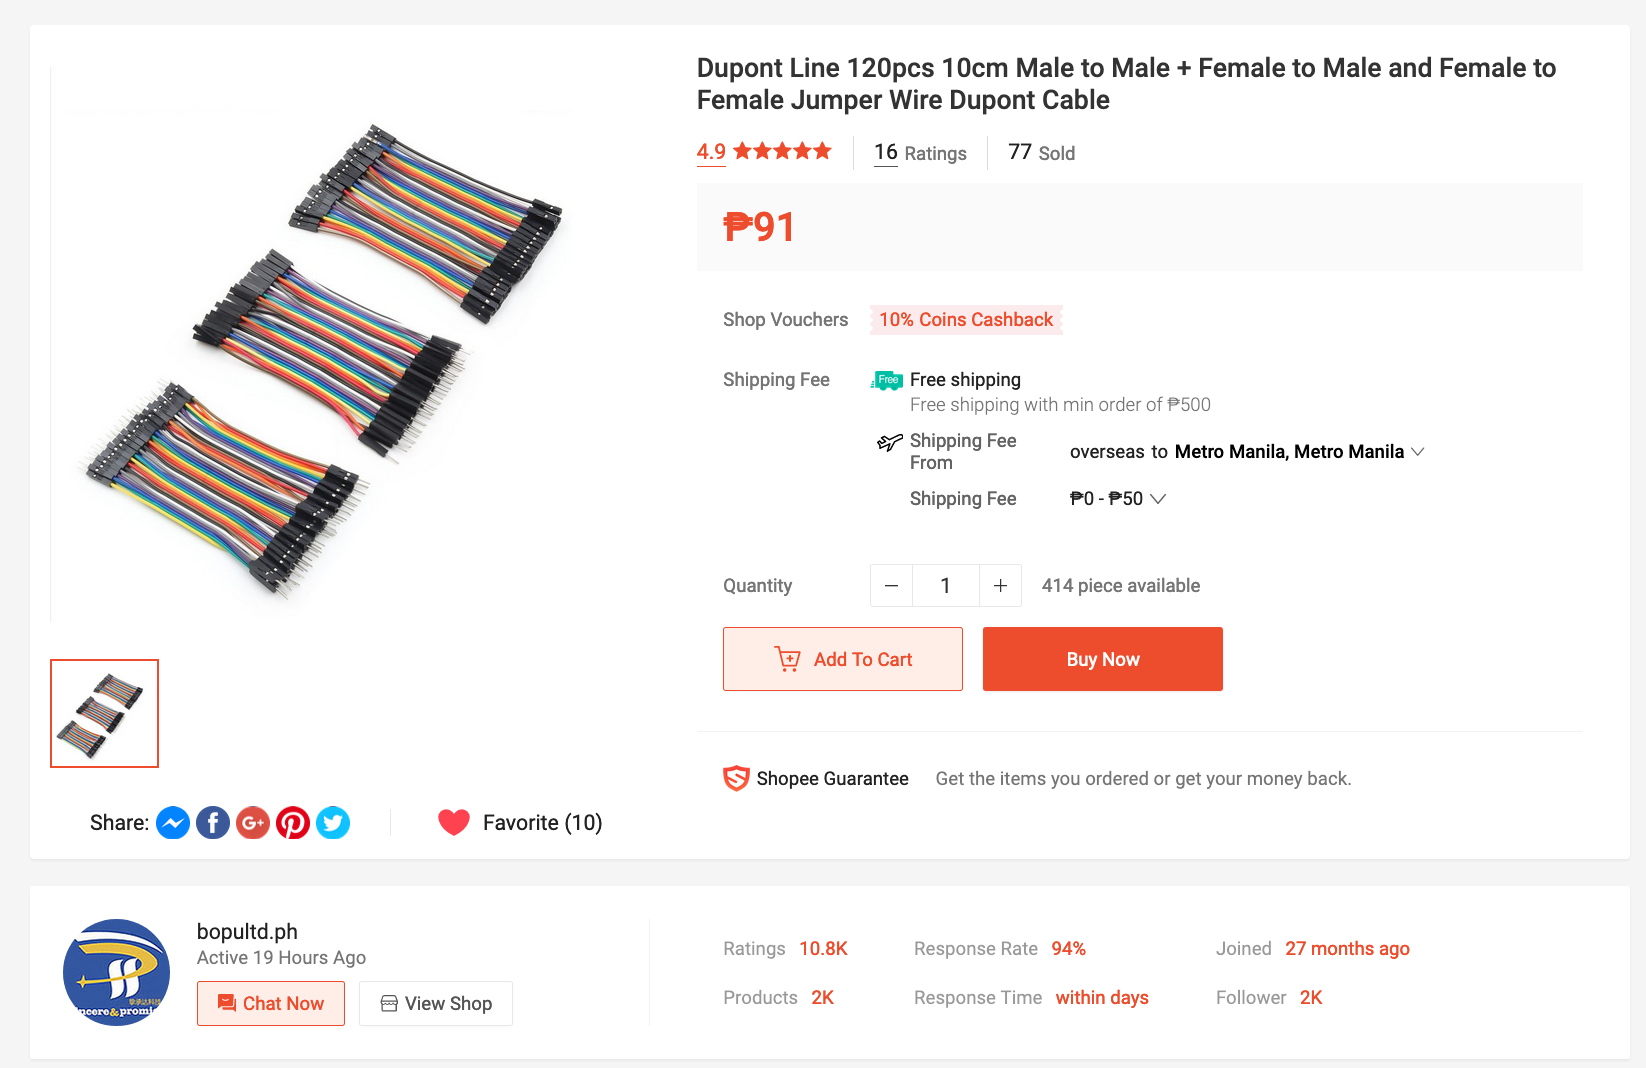 Dupont Line 120pcs 10cm Male to Male + Female to Male and Female to
Female Jumper Wire Dupont Cable
4.9
16 Ratings
77 Sold
₱91
Shop Vouchers
10% Coins Cashback
Shipping Fee
Free
Free shipping
Free shipping with min order of ₱500
Shipping Fee
From
overseas to Metro Manila, Metro Manila
Shipping Fee
₱0 - ₱50
Quantity
1
414 piece available
Add To Cart
Buy Now
Shopee Guarantee
Get the items you ordered or get your money back.
Share:
Favorite (10)
bopultd.ph
Active 19 Hours Ago
Chat Now
View Shop
Ratings 10.8K
Response Rate 94%
Joined 27 months ago
Products 2K
Response Time within days
Follower 2K